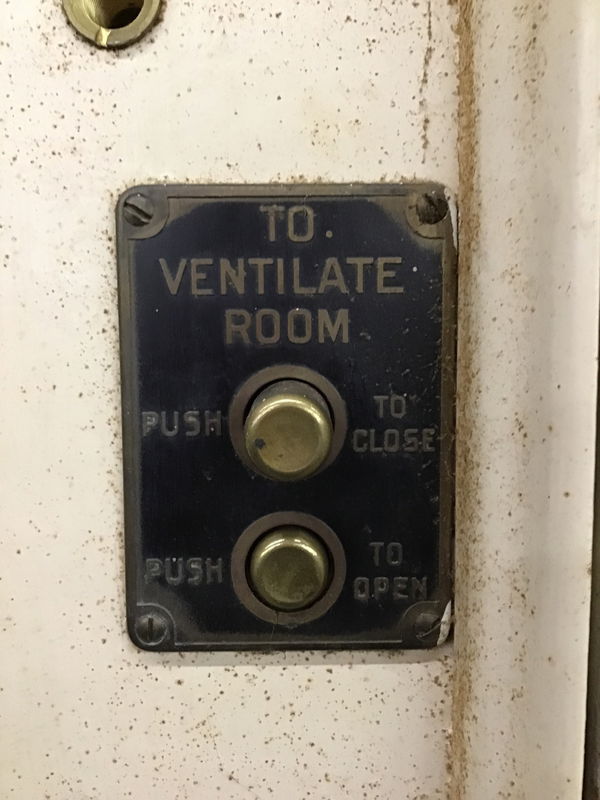 TO
VENTILATE
ROOM
PUSH TO CLOSE
PUSH TO OPEN